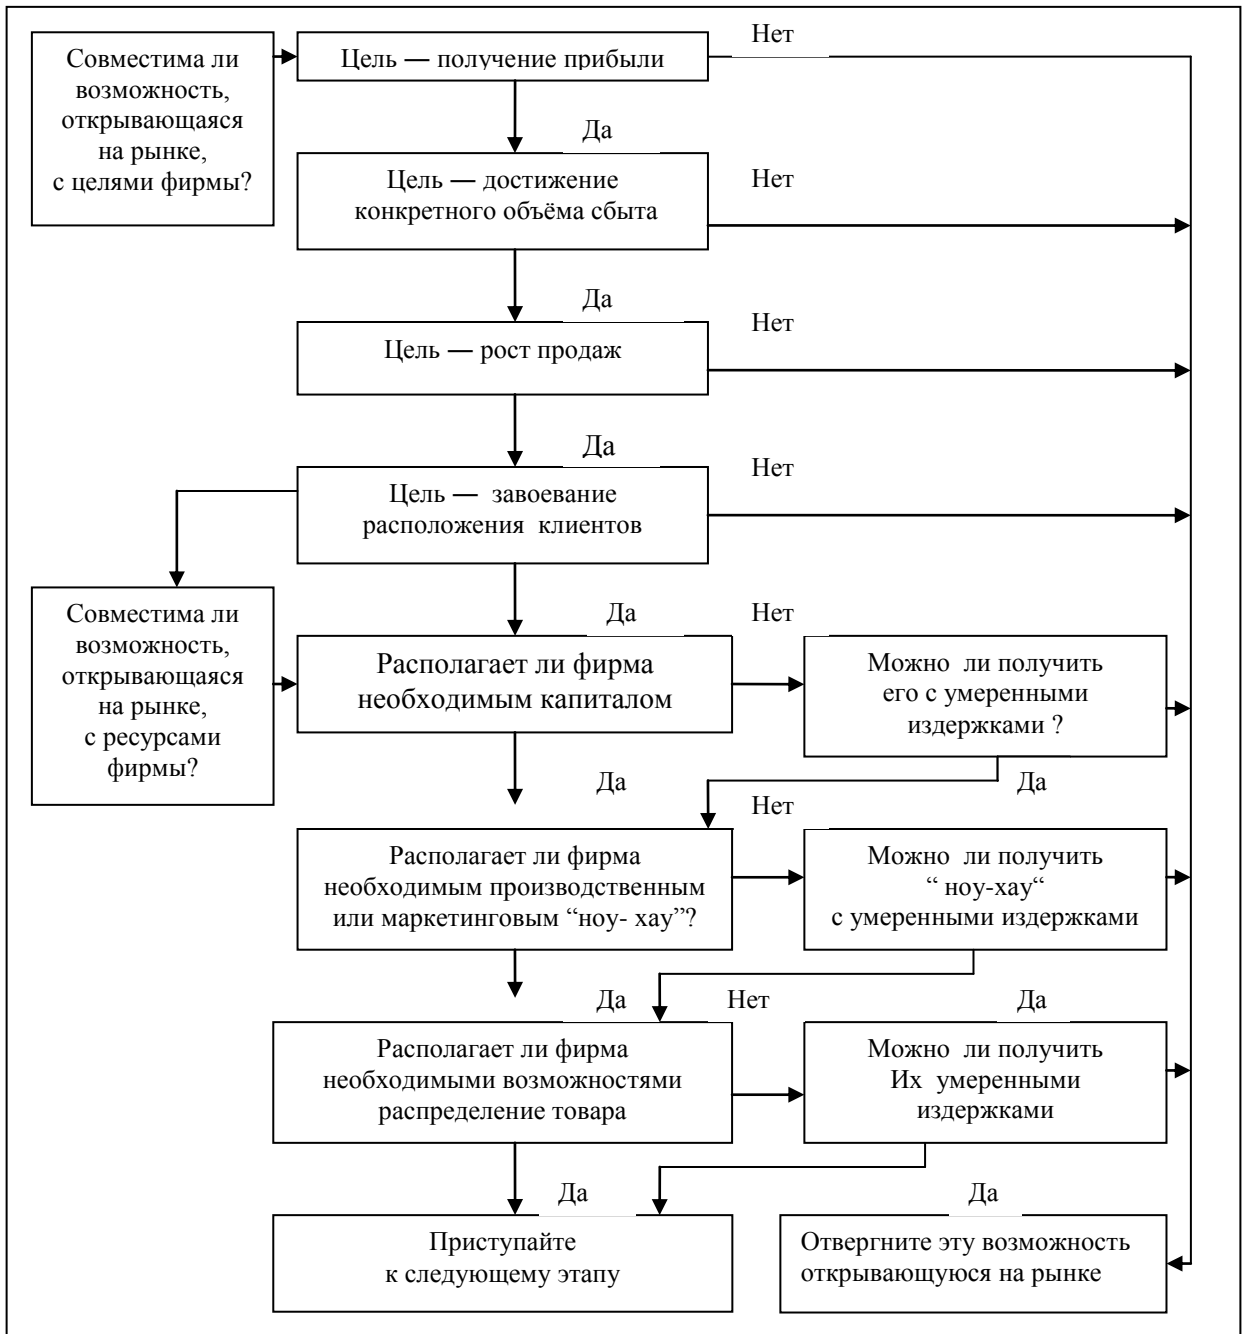 Совместима ли
возможность,
открывающаяся
на рынке,
с целями фирмы?
Цель — получение прибыли
Нет
Да
Цель — достижение
конкретного объёма сбыта
Нет
Да
Цель — рост продаж
Нет
Да
Цель — завоевание
расположения клиентов
Нет
Совместима ли
возможность,
открывающаяся
на рынке,
с ресурсами
фирмы?
Да
Располагает ли фирма
необходимым капиталом
Нет
Можно ли получить
его с умеренными
издержками ?
Да
Да
Располагает ли фирма
необходимым производственным
или маркетинговым “ноу- хау”?
Нет
Можно ли получить
“ ноу-хау“
с умеренными издержками
Да
Нет
Да
Располагает ли фирма
необходимыми возможностями
распределение товара
Можно ли получить
Их умеренными
издержками
Да
Да
Приступайте
к следующему этапу
Отвергните эту возможность
открывающуюся на рынке